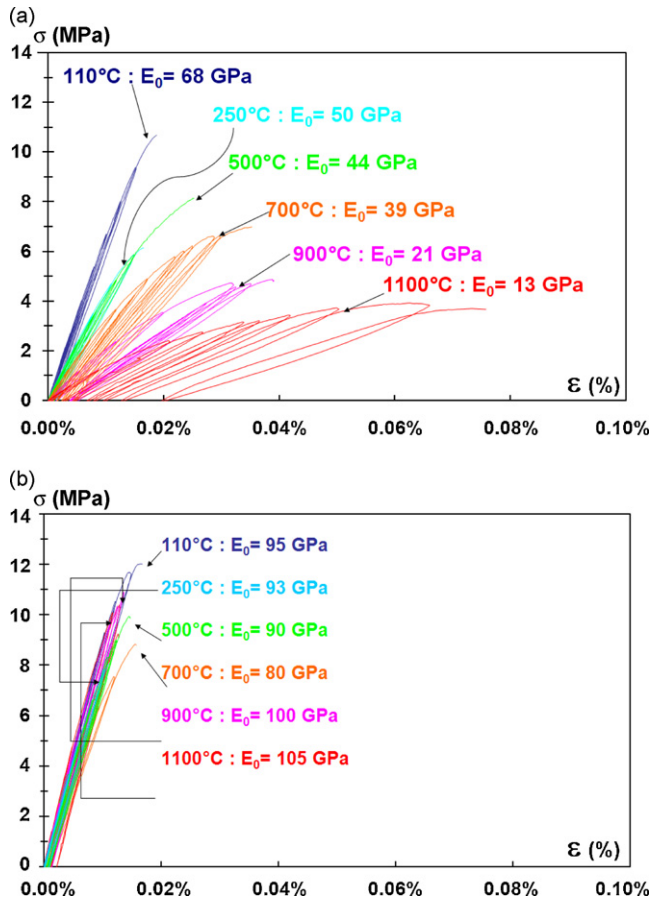 (a)
σ (MPa)
14
110°C : E₀= 68 GPa
12
250°C : E₀= 50 GPa
10
500°C : E₀= 44 GPa
8
700°C : E₀= 39 GPa
6
900°C : E₀= 21 GPa
1100°C : E₀= 13 GPa
4
2
0
ε (%)
0.00% 0.02% 0.04% 0.06% 0.08% 0.10%
(b)
σ (MPa)
14
110°C : E₀= 95 GPa
12
250°C : E₀= 93 GPa
10
500°C : E₀= 90 GPa
8
700°C : E₀= 80 GPa
6
900°C : E₀= 100 GPa
1100°C : E₀= 105 GPa
4
2
0
ε (%)
0.00% 0.02% 0.04% 0.06% 0.08% 0.10%